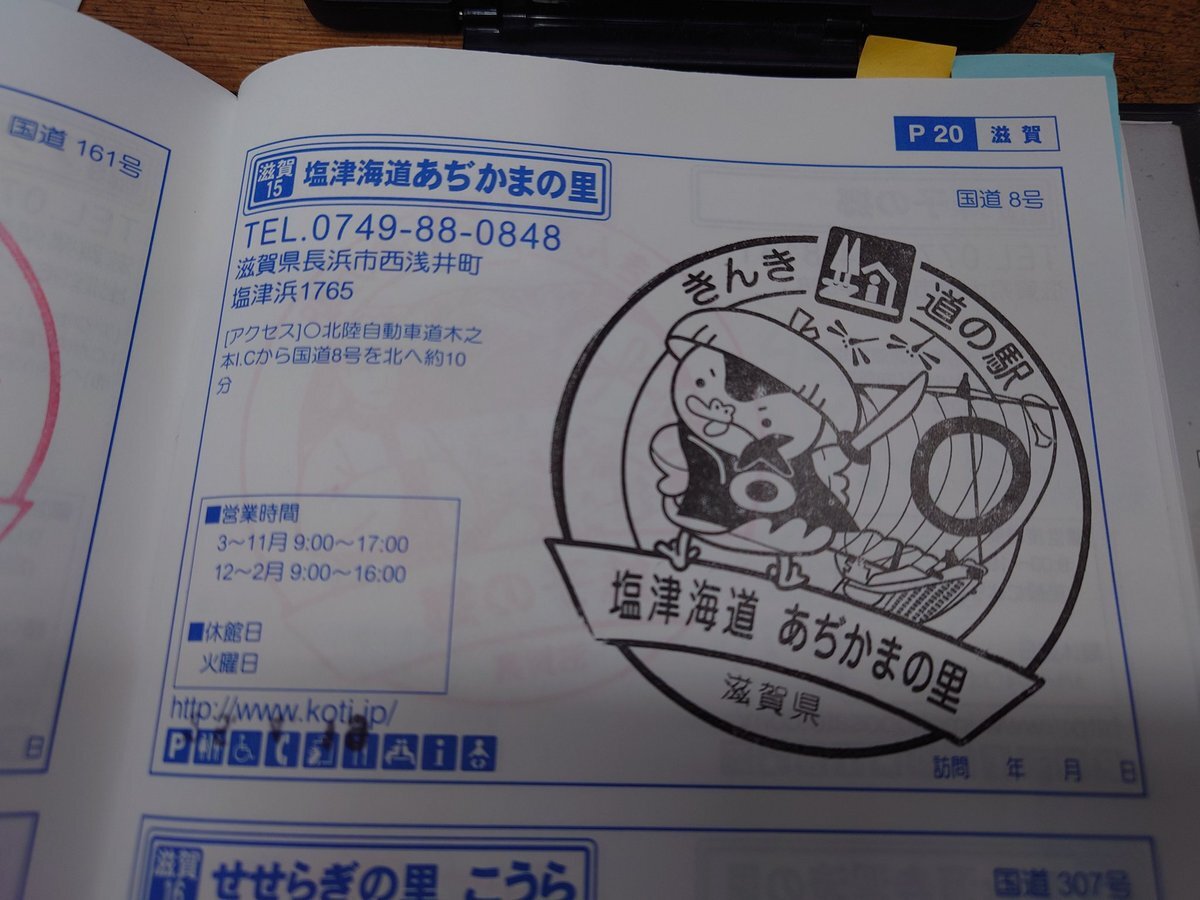 国道 161号
P 20 滋賀
滋賀 15 塩津海道あぢかまの里
国道 8号
TEL.0749-88-0848
滋賀県長浜市西浅井町
塩津浜1765
[アクセス]〇北陸自動車道木之
本I.Cから国道8号を北へ約10
分
■営業時間
3～11月 9:00～17:00
12～2月 9:00～16:00
■休館日
火曜日
http://www.koti.jp/
きんき 道の駅
塩津海道 あぢかまの里
滋賀県
訪問 年 月 日
日
滋賀 16 せせらぎの里 こうら
国道 307号